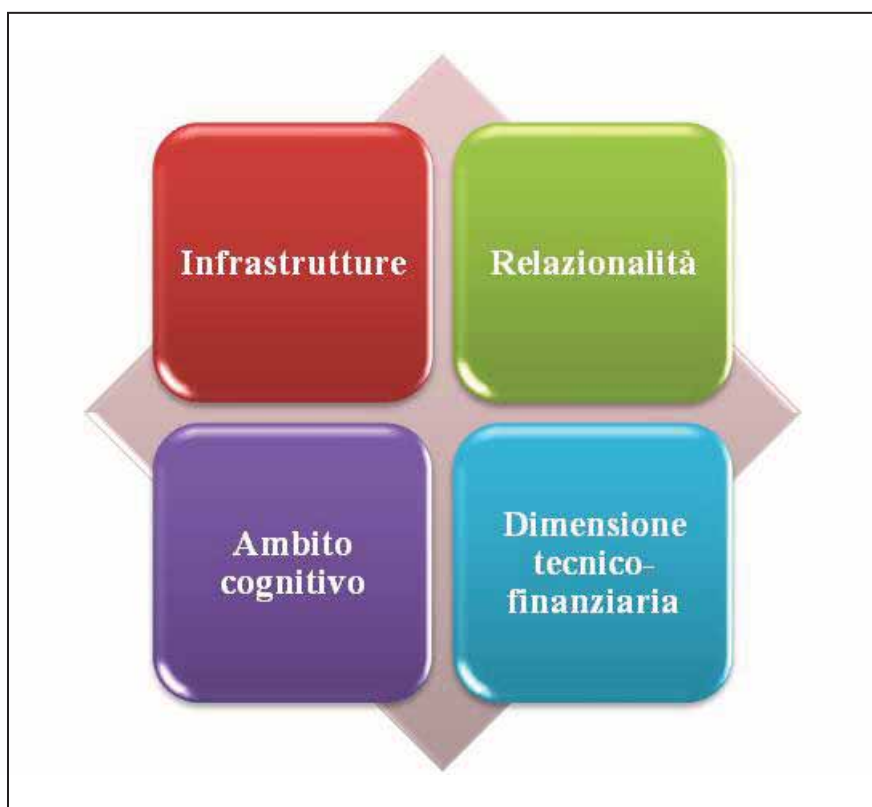 Infrastrutture
Relazionalità
Ambito
cognitivo
Dimensione
tecnico-
finanziaria